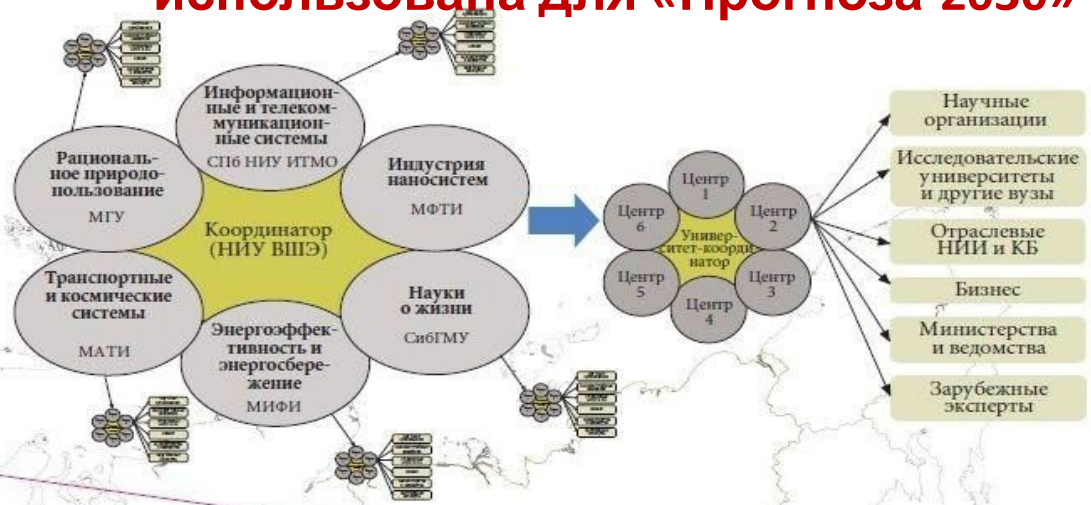 использована для «Прогноза 2030»
Информацион-
ные и телеком-
муникацион-
ные системы
СПб НИУ ИТМО
Рациональ-
ное природо-
пользование
МГУ
Индустрия
наносистем
МФТИ
Координатор
(НИУ ВШЭ)
Транспортные
и космические
системы
МАТИ
Науки
о жизни
СибГМУ
Энергоэффек-
тивность и
энергосбере-
жение
МИФИ
Центр
1
Центр
2
Центр
3
Центр
4
Центр
5
Центр
6
Универ-
ситет-коорди
натор
Научные
организации
Исследовательские
университеты
и другие вузы
Отраслевые
НИИ и КБ
Бизнес
Министерства
и ведомства
Зарубежные
эксперты